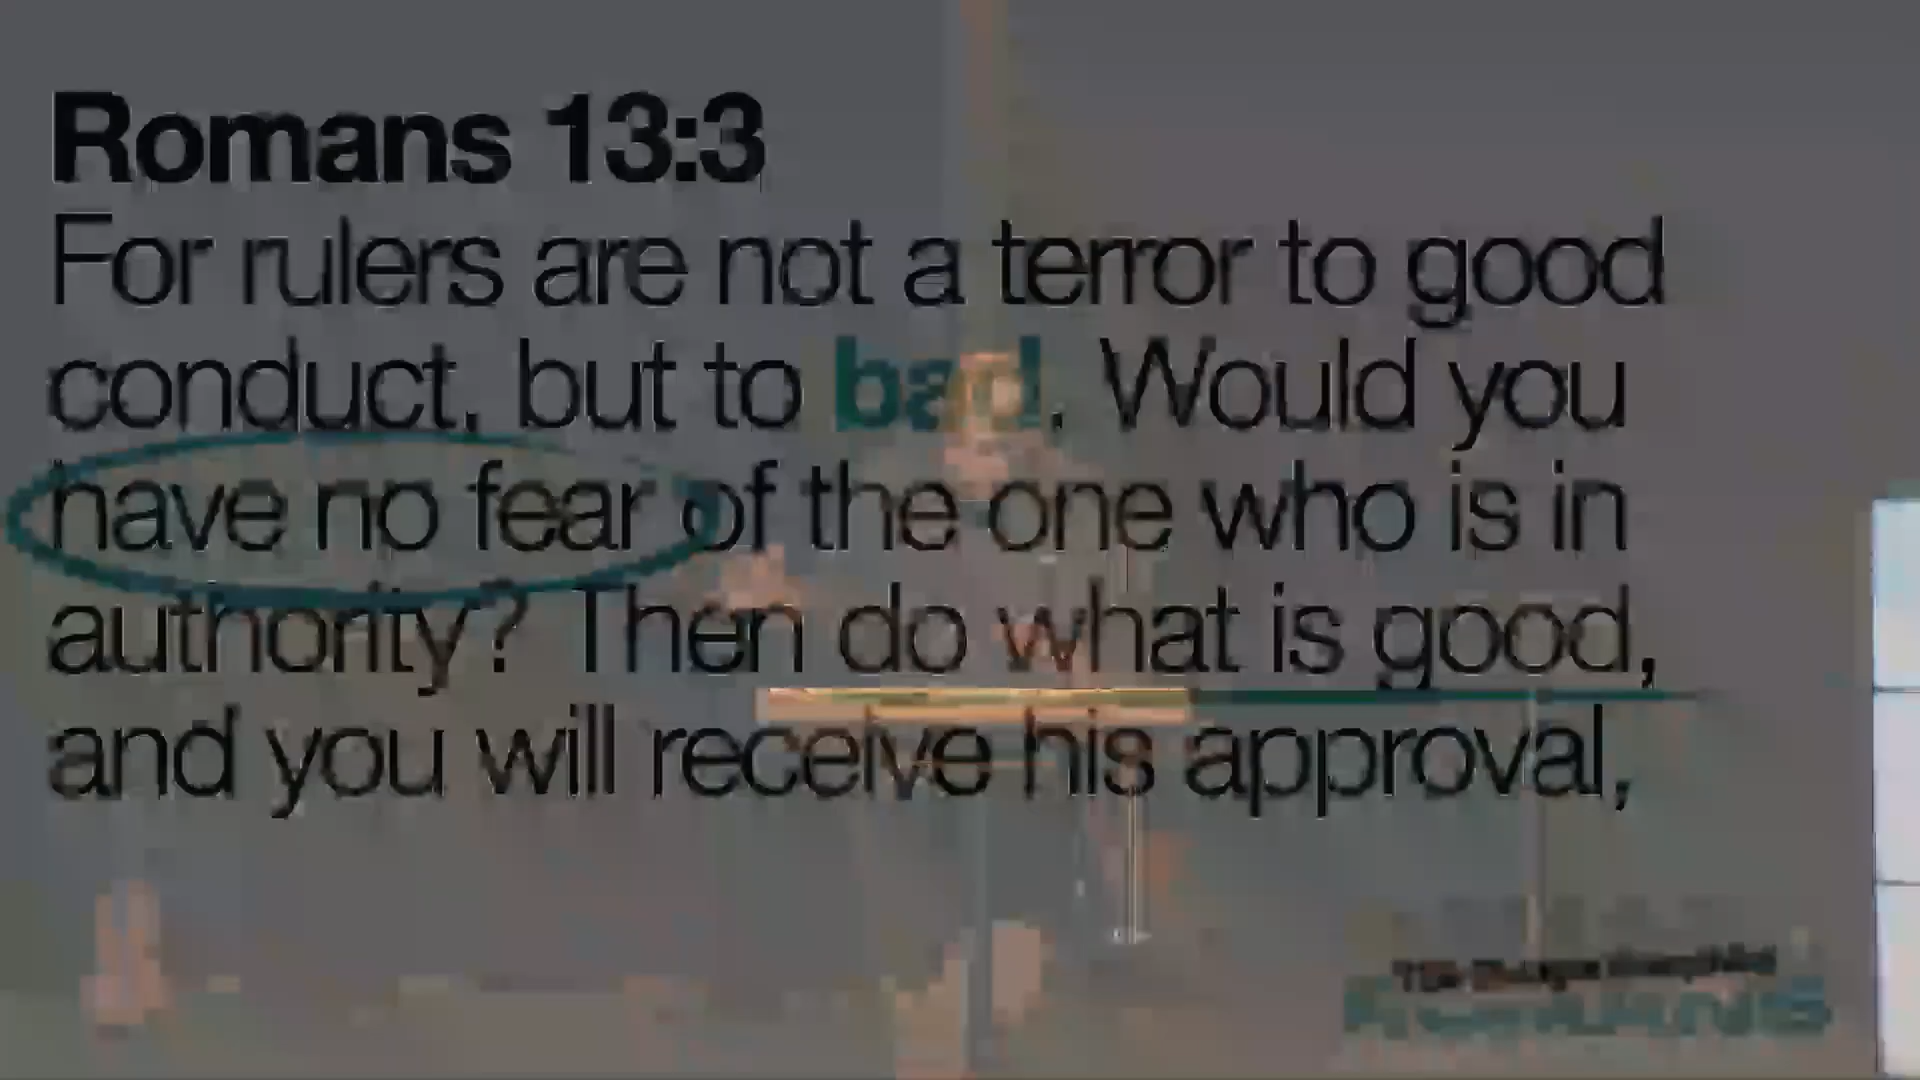 Romans 13:3
For rulers are not a terror to good
conduct, but to bad. Would you
have no fear of the one who is in
authority? Then do what is good,
and you will receive his approval,
ROMANS